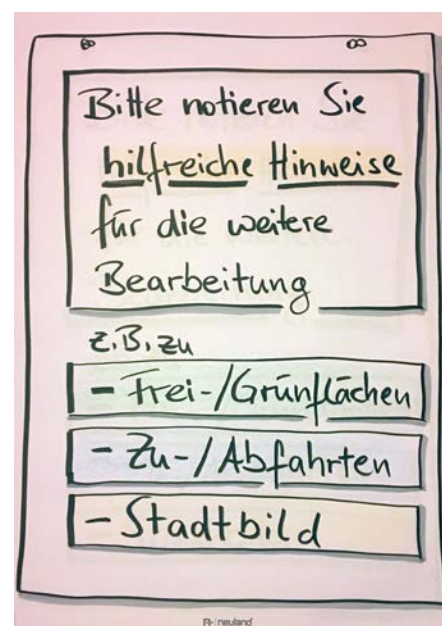 Bitte notieren Sie
hilfreiche Hinweise
für die weitere
Bearbeitung
z.B. zu
- Frei-/Grünflächen
- Zu-/Abfahrten
- Stadtbild
neuland